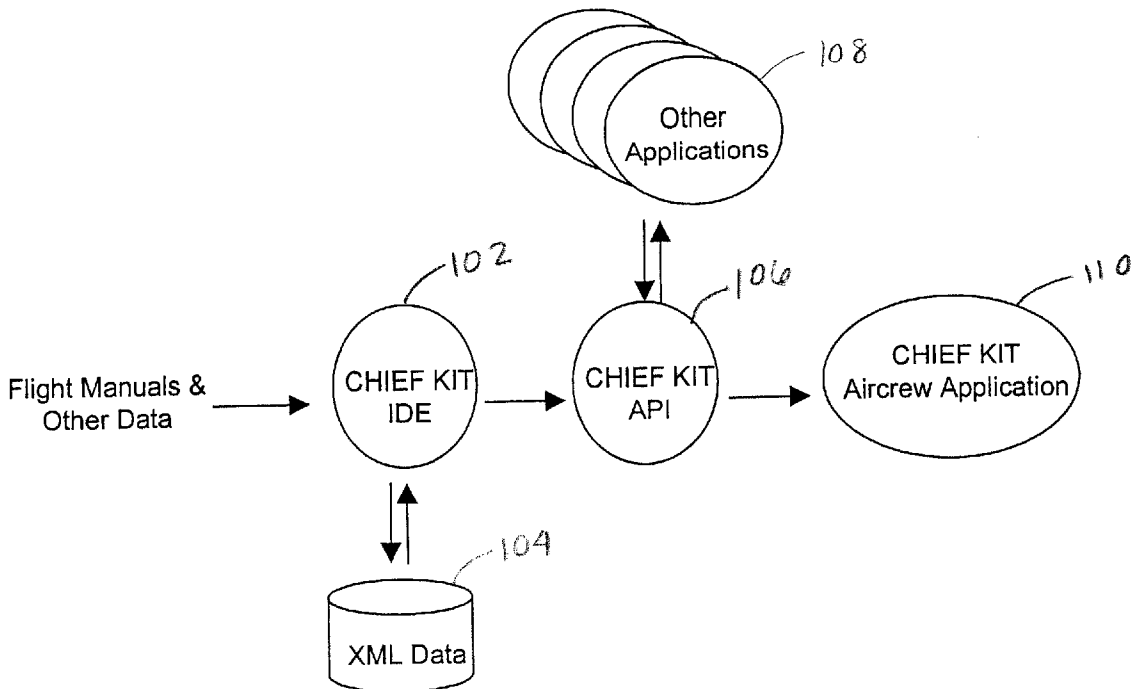 108
Other
Applications
102
106
110
Flight Manuals &
Other Data
CHIEF KIT
IDE
CHIEF KIT
API
CHIEF KIT
Aircrew Application
104
XML Data